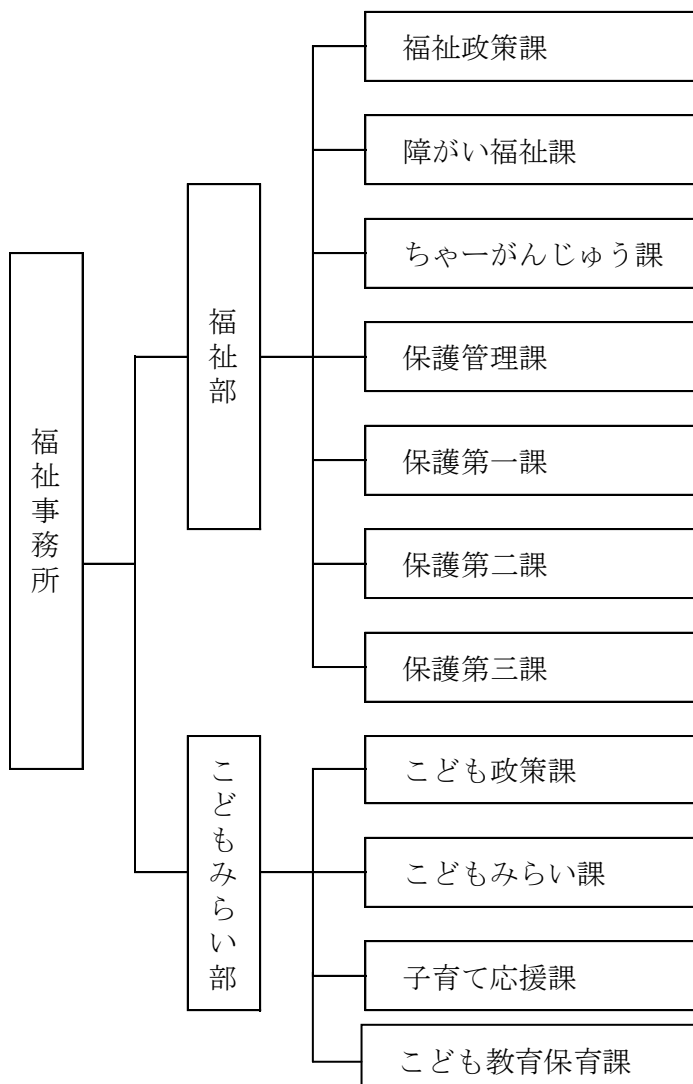 福祉事務所
福祉部
福祉政策課
障がい福祉課
ちゃーがんじゅう課
保護管理課
保護第一課
保護第二課
保護第三課
こどもみらい部
こども政策課
こどもみらい課
子育て応援課
こども教育保育課